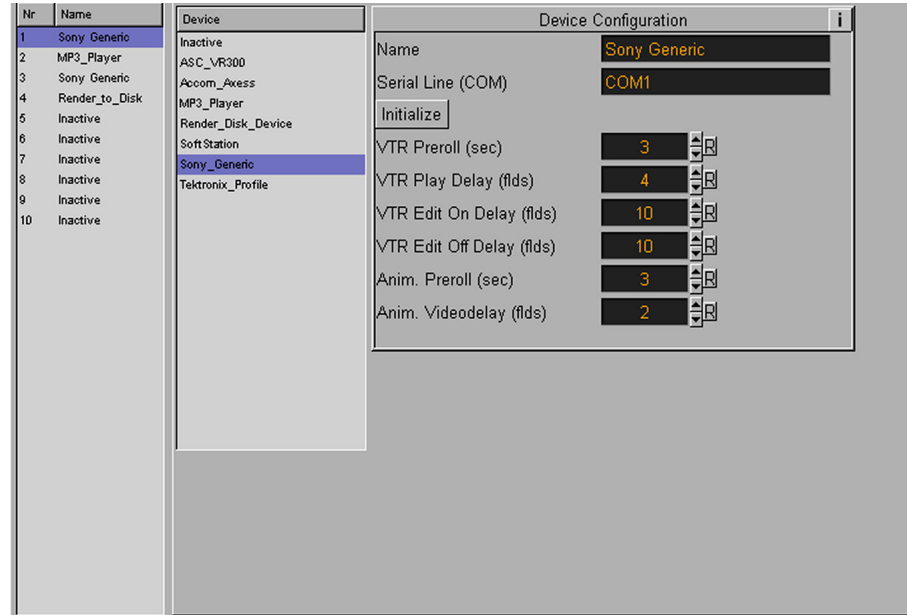 Nr Name
1 Sony Generic
2 MP3_Player
3 Sony Generic
4 Render_to_Disk
5 Inactive
6 Inactive
7 Inactive
8 Inactive
9 Inactive
10 Inactive
Device
Inactive
ASC_VR300
Accom_Axess
MP3_Player
Render_Disk_Device
SoftStation
Sony_Generic
Tektronix_Profile
Device Configuration i
Name Sony Generic
Serial Line (COM) COM1
Initialize
VTR Preroll (sec) 3 R
VTR Play Delay (flds) 4 R
VTR Edit On Delay (flds) 10 R
VTR Edit Off Delay (flds) 10 R
Anim. Preroll (sec) 3 R
Anim. Videodelay (flds) 2 R